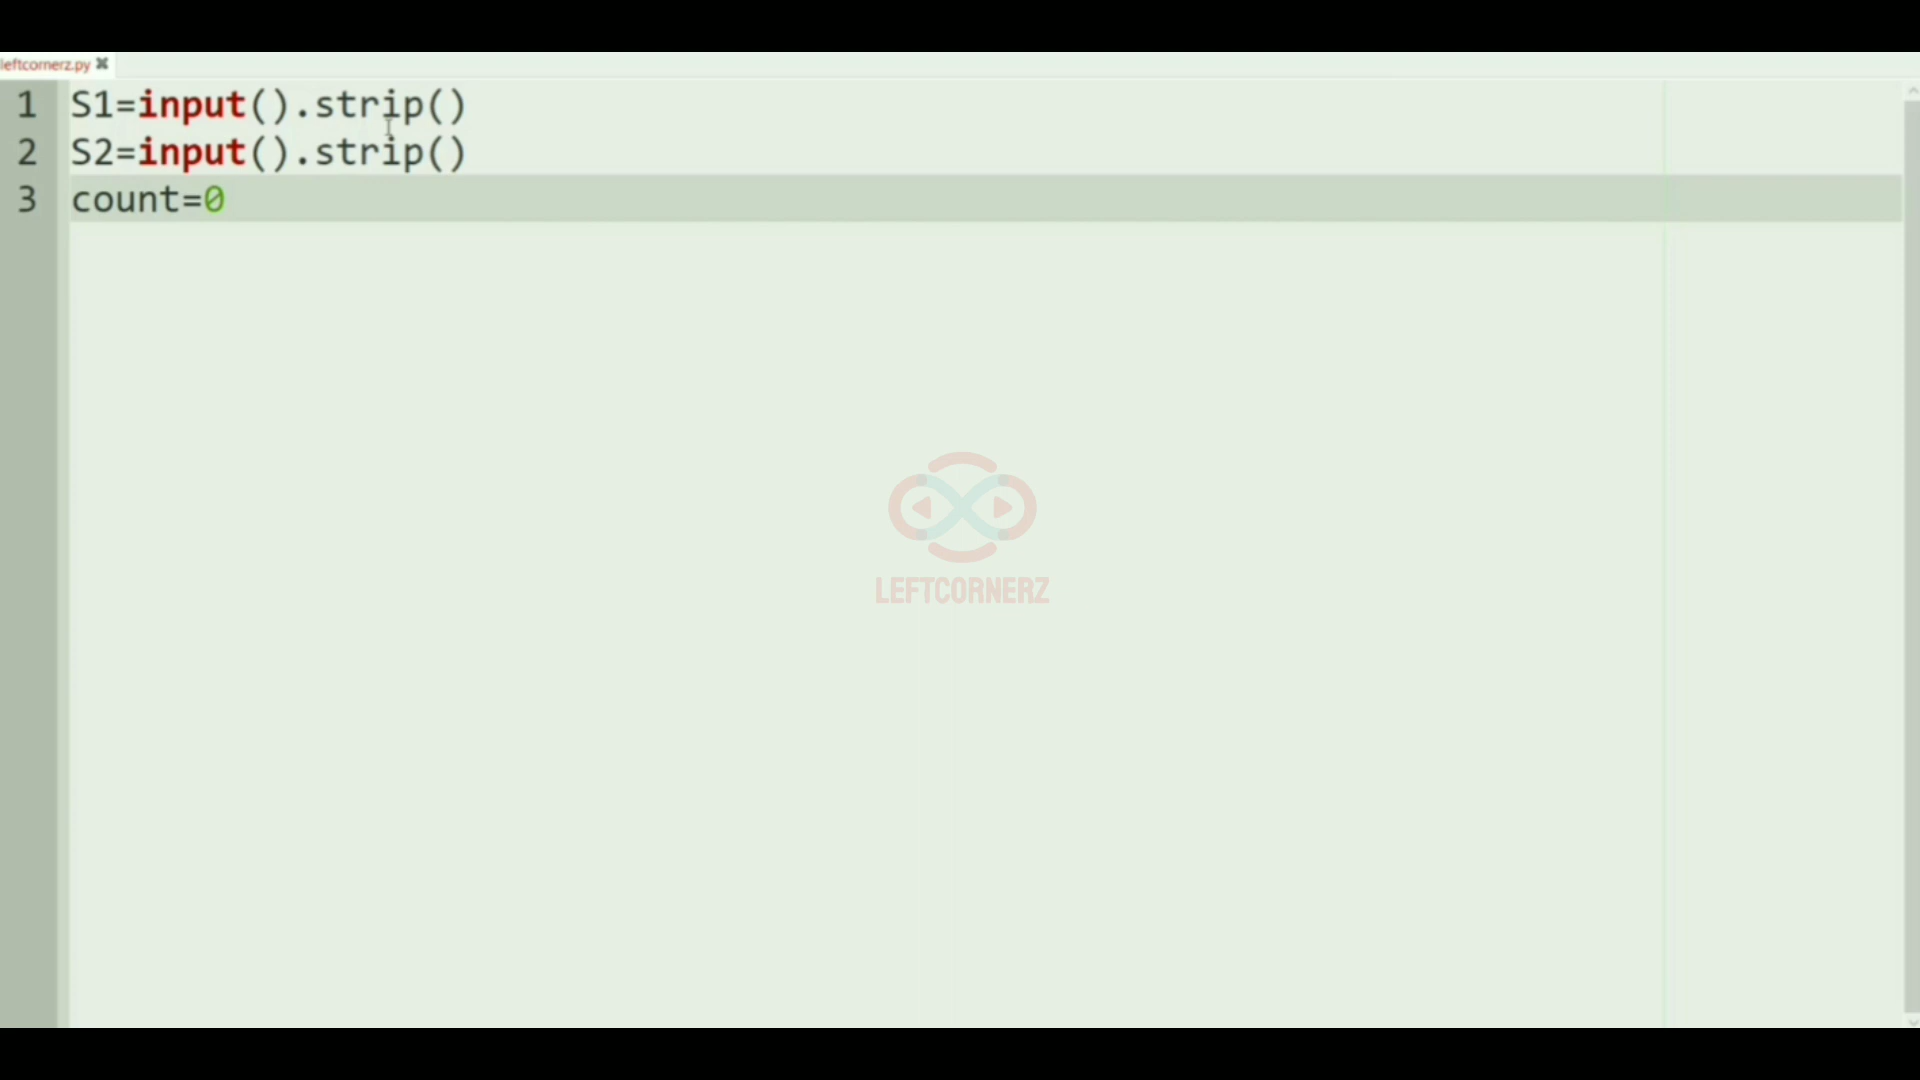 leftcornerz.py ✖
1 S1=input().strip()
2 S2=input().strip()
3 count=0
LEFTCORNERZ